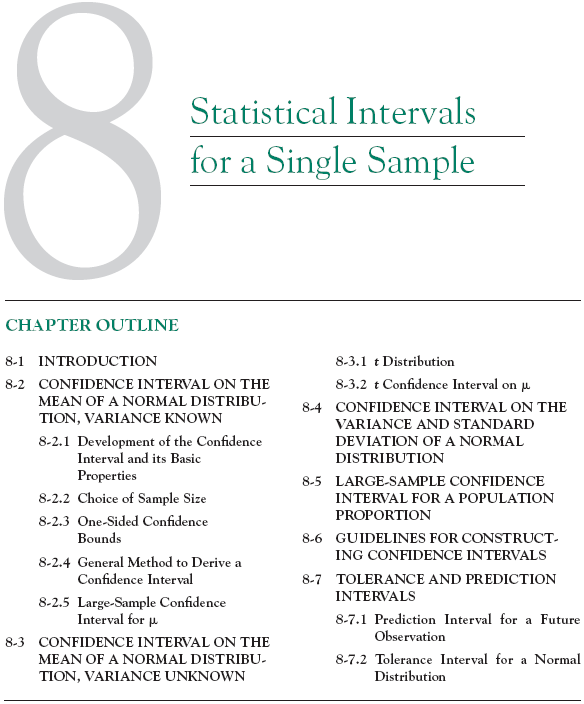 8
Statistical Intervals
for a Single Sample
CHAPTER OUTLINE
8-1 INTRODUCTION
8-2 CONFIDENCE INTERVAL ON THE
MEAN OF A NORMAL DISTRIBU-
TION, VARIANCE KNOWN
8-2.1 Development of the Confidence
Interval and its Basic
Properties
8-2.2 Choice of Sample Size
8-2.3 One-Sided Confidence
Bounds
8-2.4 General Method to Derive a
Confidence Interval
8-2.5 Large-Sample Confidence
Interval for μ
8-3 CONFIDENCE INTERVAL ON THE
MEAN OF A NORMAL DISTRIBU-
TION, VARIANCE UNKNOWN
8-3.1 t Distribution
8-3.2 t Confidence Interval on μ
8-4 CONFIDENCE INTERVAL ON THE
VARIANCE AND STANDARD
DEVIATION OF A NORMAL
DISTRIBUTION
8-5 LARGE-SAMPLE CONFIDENCE
INTERVAL FOR A POPULATION
PROPORTION
8-6 GUIDELINES FOR CONSTRUCT-
ING CONFIDENCE INTERVALS
8-7 TOLERANCE AND PREDICTION
INTERVALS
8-7.1 Prediction Interval for a Future
Observation
8-7.2 Tolerance Interval for a Normal
Distribution